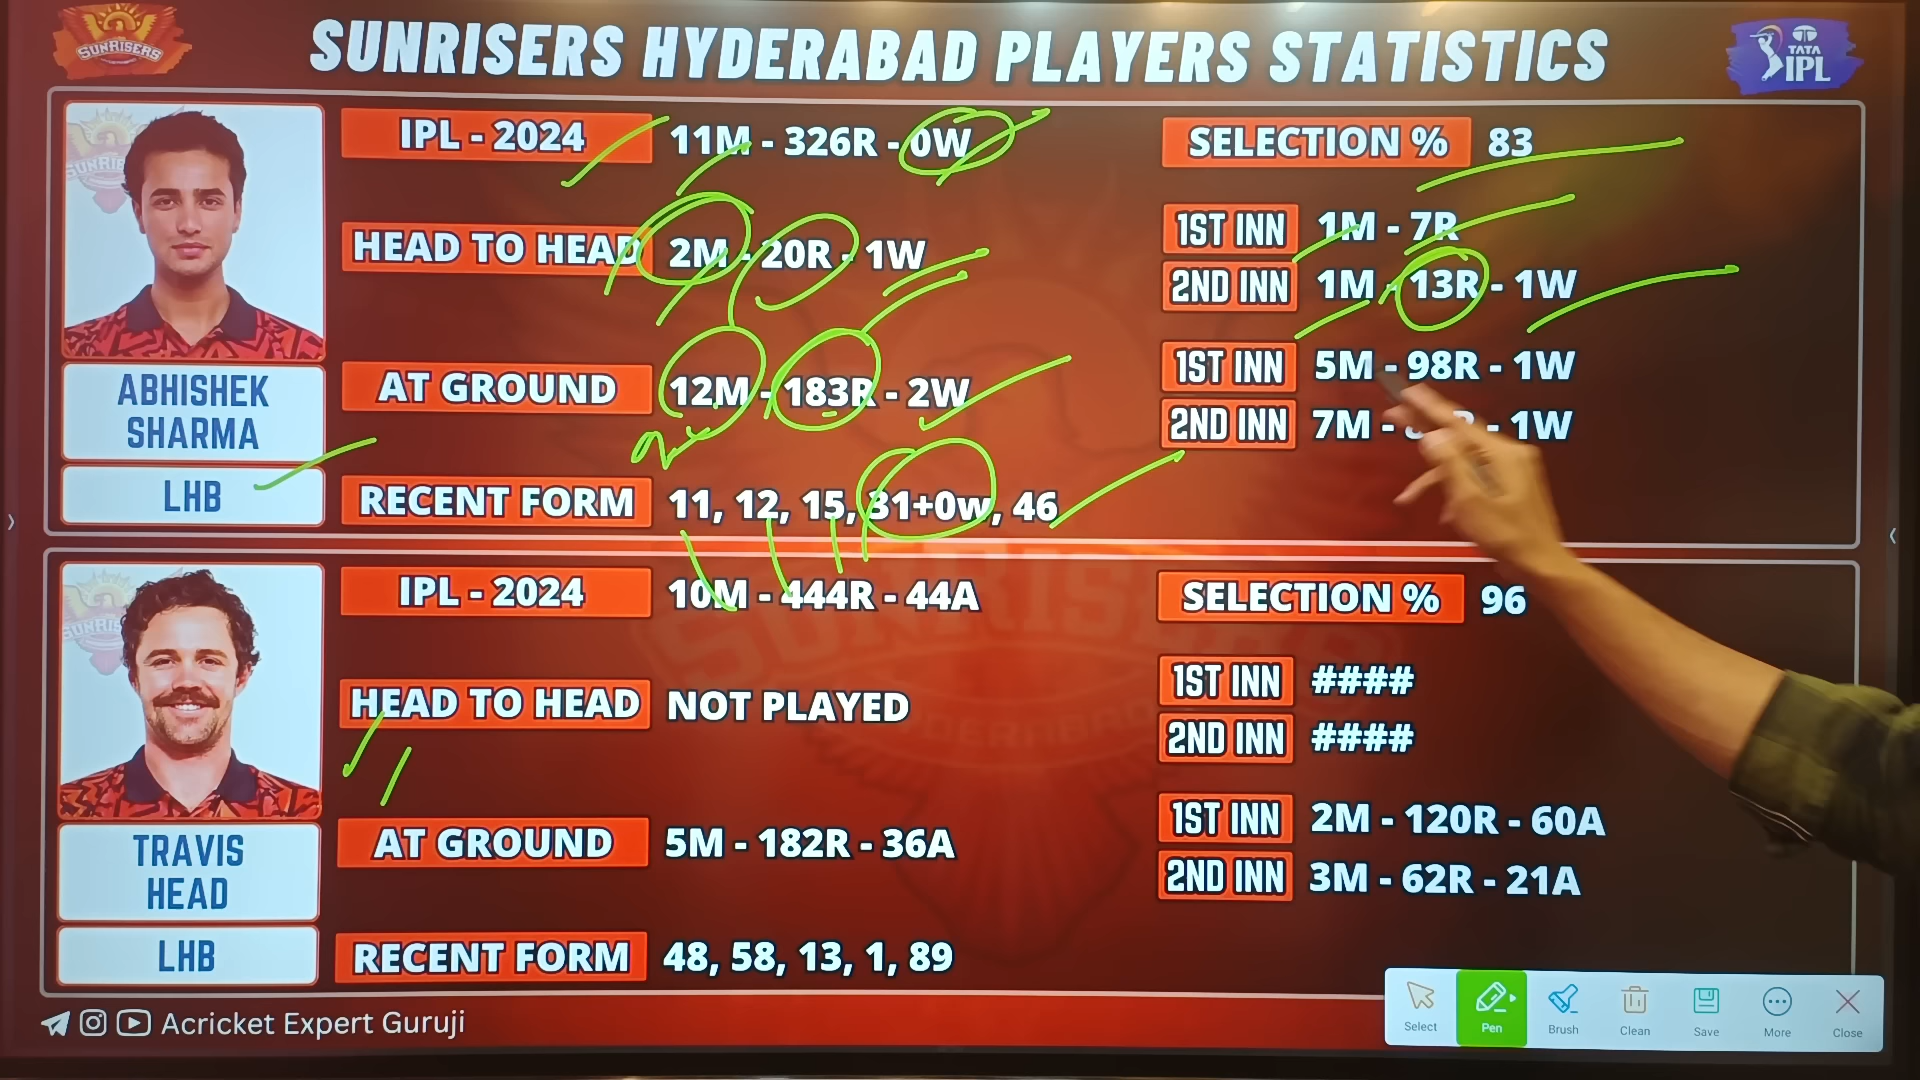 SUNRISERS
SUNRISERS HYDERABAD PLAYERS STATISTICS
TATA
IPL
IPL - 2024 11M - 326R - 0W SELECTION % 83
HEAD TO HEAD 2M - 20R - 1W
1ST INN 1M - 7R
2ND INN 1M - 13R - 1W
AT GROUND 12M - 183R - 2W
1ST INN 5M - 98R - 1W
2ND INN 7M - - 1W
ABHISHEK
SHARMA
LHB
RECENT FORM 11, 12, 15, 31+0w, 46
IPL - 2024 10M - 444R - 44A SELECTION % 96
HEAD TO HEAD NOT PLAYED
1ST INN ####
2ND INN ####
AT GROUND 5M - 182R - 36A
1ST INN 2M - 120R - 60A
2ND INN 3M - 62R - 21A
TRAVIS
HEAD
LHB
RECENT FORM 48, 58, 13, 1, 89
Acricket Expert Guruji
Select Pen Brush Clean Save More Close